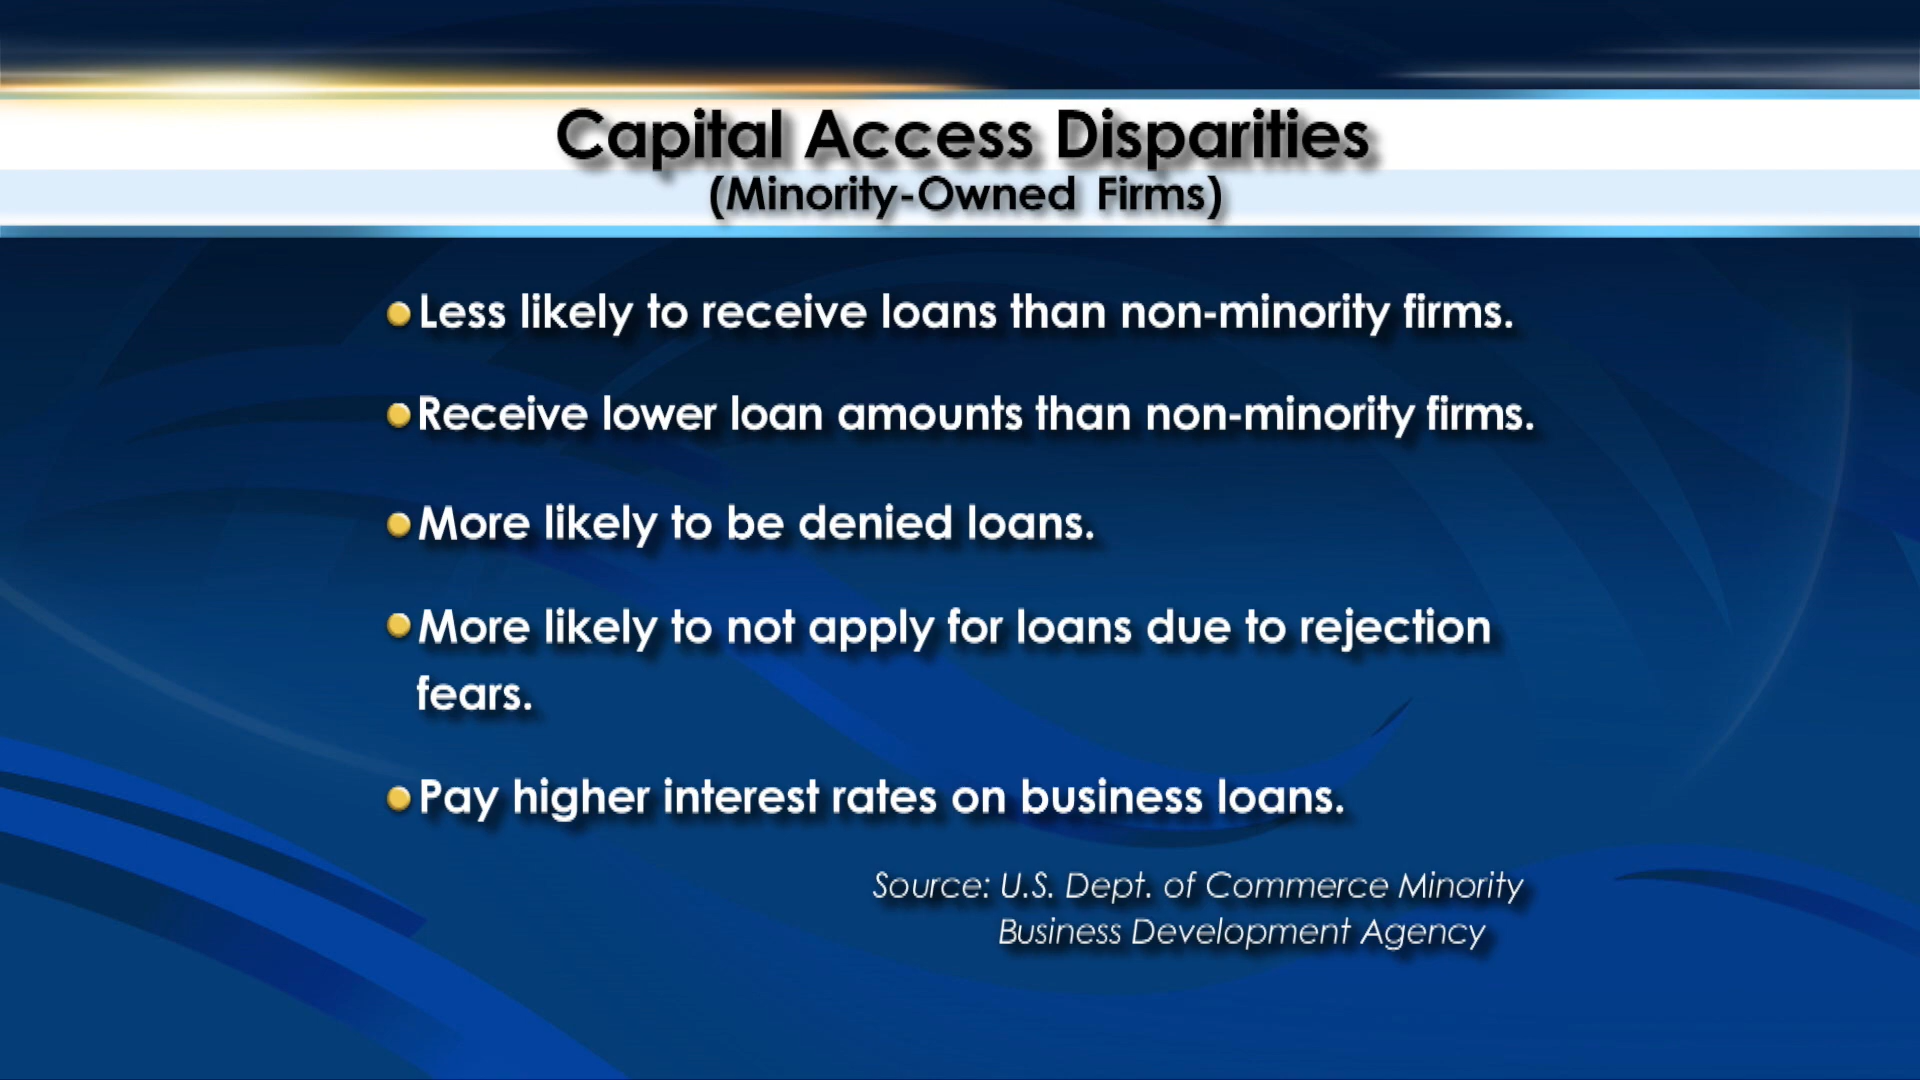 Capital Access Disparities
(Minority-Owned Firms)
Less likely to receive loans than non-minority firms.
Receive lower loan amounts than non-minority firms.
More likely to be denied loans.
More likely to not apply for loans due to rejection
fears.
Pay higher interest rates on business loans.
Source: U.S. Dept. of Commerce Minority
Business Development Agency